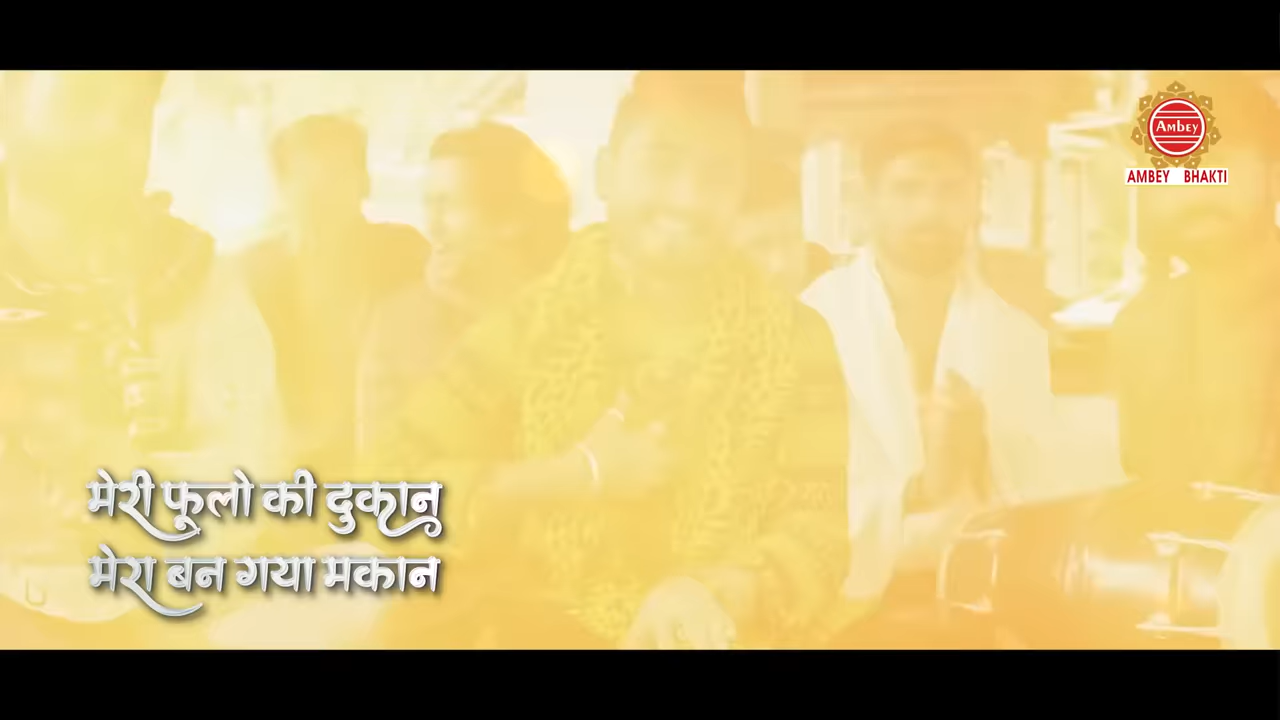 AMBEY
AMBEY BHAKTI
मेरी फूलो की दुकान
मेरा बन गया मकान